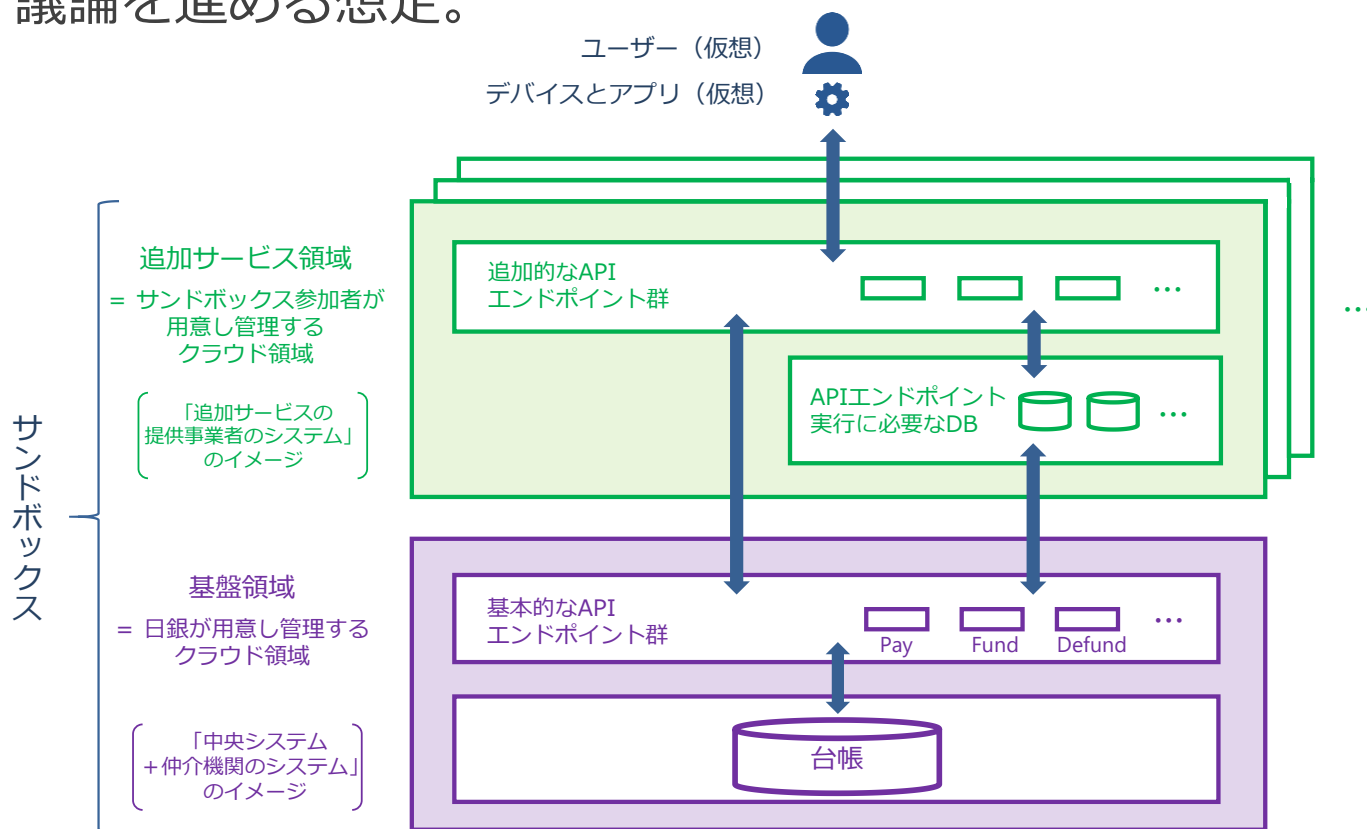 議論を進める想定。
ユーザー（仮想）
デバイスとアプリ（仮想）
サンドボックス
追加サービス領域
= サンドボックス参加者が
用意し管理する
クラウド領域
「追加サービスの
提供事業者のシステム」
のイメージ
追加的なAPI
エンドポイント群
…
…
APIエンドポイント
実行に必要なDB
…
基盤領域
= 日銀が用意し管理する
クラウド領域
「中央システム
＋仲介機関のシステム」
のイメージ
基本的なAPI
エンドポイント群
…
Pay
Fund
Defund
台帳